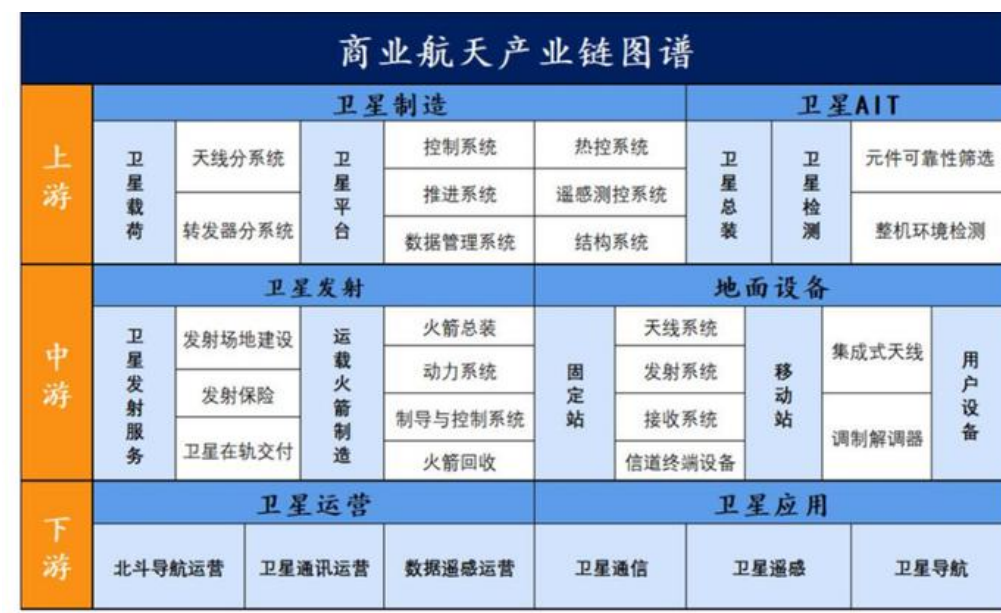 商业航天产业链图谱
上游
卫星制造
卫星AIT
卫星载荷
天线分系统
转发器分系统
卫星平台
控制系统
热控系统
推进系统
遥感测控系统
数据管理系统
结构系统
卫星总装
卫星检测
元件可靠性筛选
整机环境检测
中游
卫星发射
地面设备
卫星发射服务
发射场地建设
发射保险
卫星在轨交付
运载火箭制造
火箭总装
动力系统
制导与控制系统
火箭回收
固定站
天线系统
发射系统
接收系统
信道终端设备
移动站
集成式天线
调制解调器
用户设备
下游
卫星运营
卫星应用
北斗导航运营
卫星通讯运营
数据遥感运营
卫星通信
卫星遥感
卫星导航